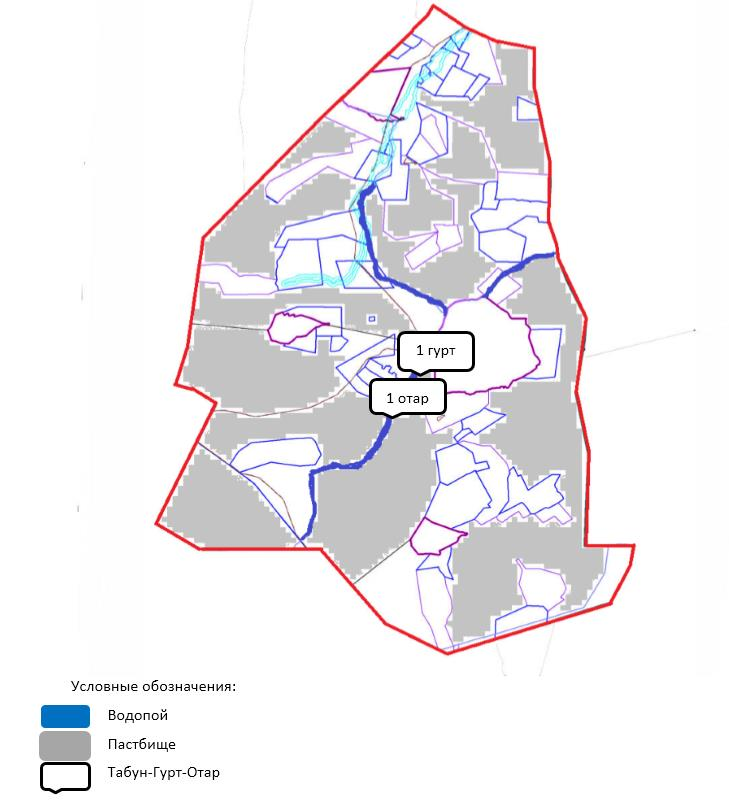 1 гурт
1 отар
Условные обозначения:
Водопой
Пастбище
Табун-Гурт-Отар